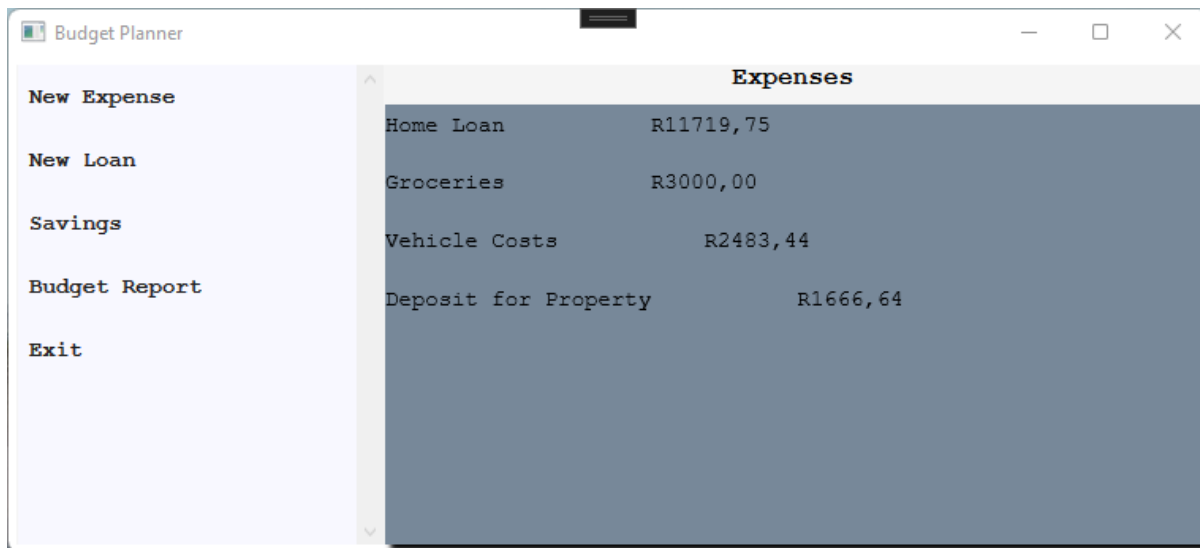 Budget Planner
New Expense
New Loan
Savings
Budget Report
Exit
Expenses
Home Loan R11719,75
Groceries R3000,00
Vehicle Costs R2483,44
Deposit for Property R1666,64